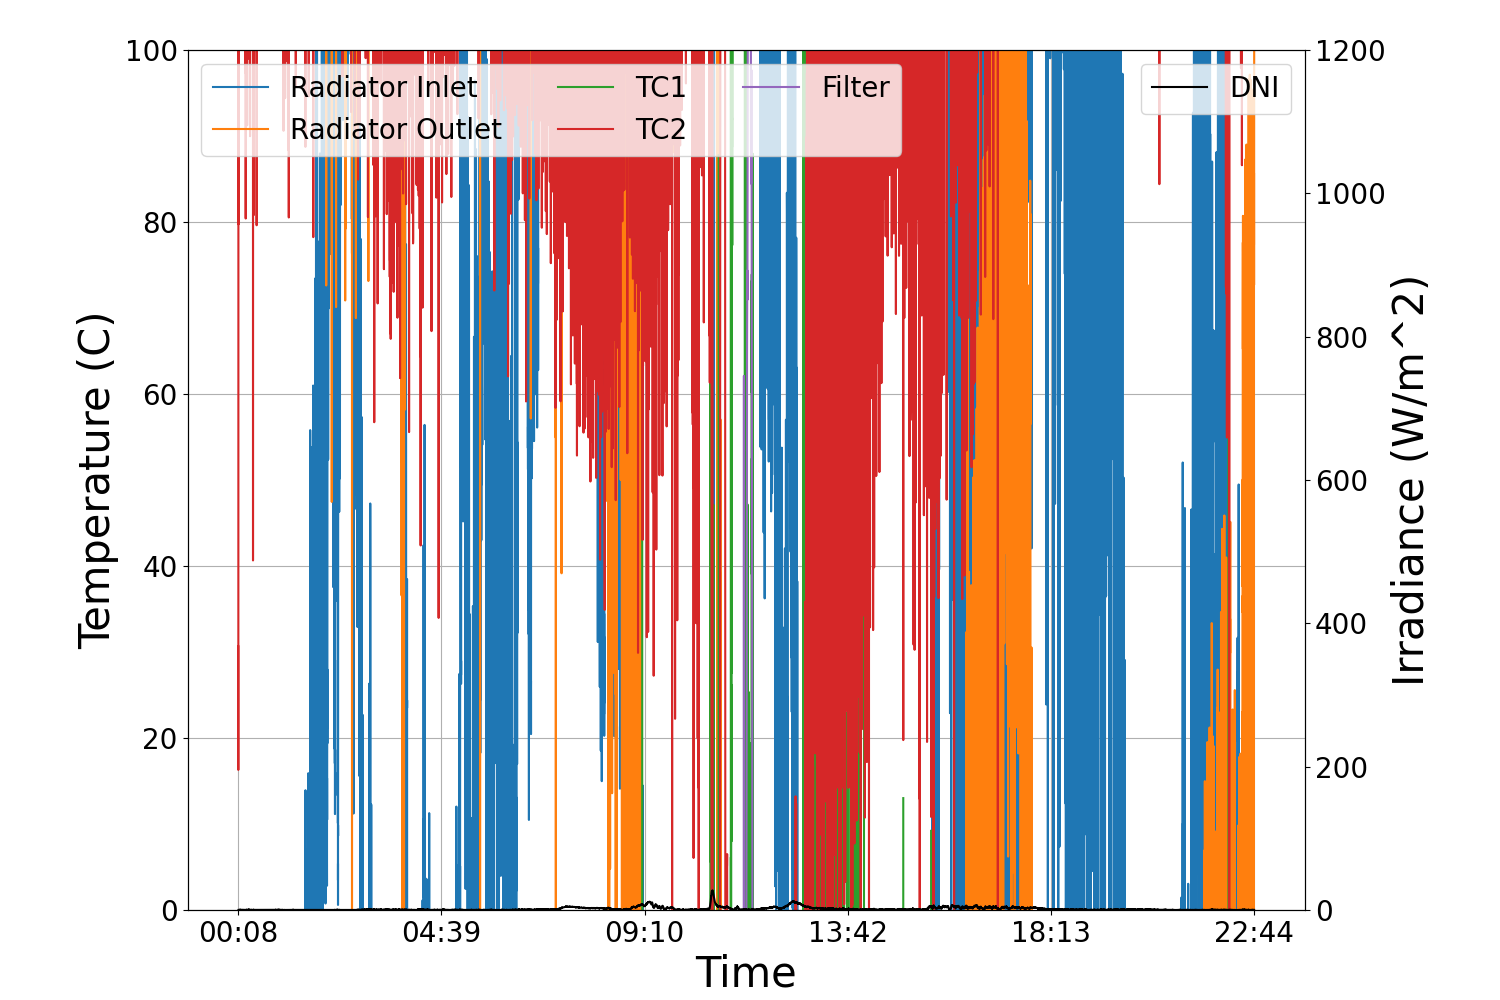 100
80
60
40
20
0
Temperature (C)
Radiator Inlet
Radiator Outlet
TC1
TC2
Filter
DNI
1200
1000
800
600
400
200
0
Irradiance (W/m^2)
00:08
04:39
09:10
13:42
18:13
22:44
Time